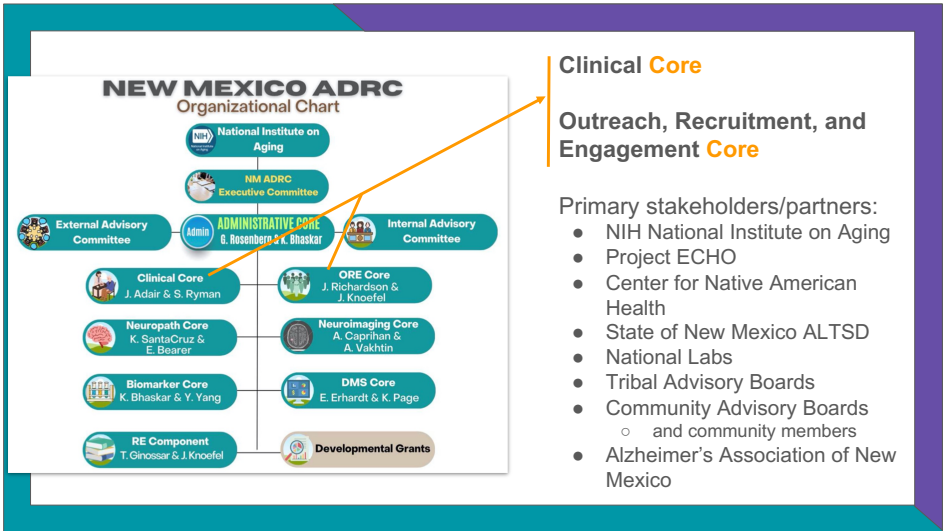 NEW MEXICO ADRC
Organizational Chart
NIH
National Institute on
Aging
NM ADRC
Executive Committee
External Advisory
Committee
Admin
ADMINISTRATIVE CORE
G. Rosenberg & K. Bhaskar
Internal Advisory
Committee
Clinical Core
J. Adair & S. Ryman
ORE Core
J. Richardson &
J. Knoefel
Neuropath Core
K. SantaCruz &
E. Bearer
Neuroimaging Core
A. Caprihan &
A. Vakhtin
Biomarker Core
K. Bhaskar & Y. Yang
DMS Core
E. Erhardt & K. Page
RE Component
T. Ginossar & J. Knoefel
Developmental Grants
Clinical Core
Outreach, Recruitment, and
Engagement Core
Primary stakeholders/partners:
● NIH National Institute on Aging
● Project ECHO
● Center for Native American
Health
● State of New Mexico ALTSD
● National Labs
● Tribal Advisory Boards
● Community Advisory Boards
○ and community members
● Alzheimer's Association of New
Mexico